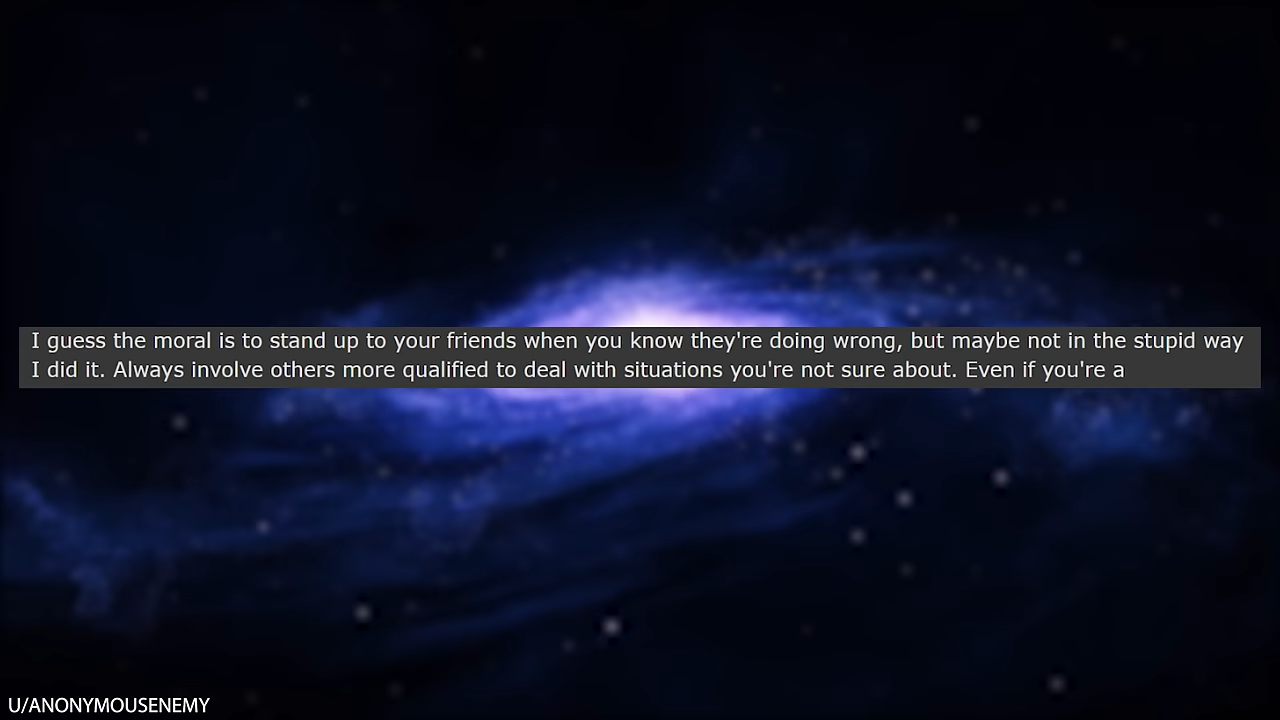 I guess the moral is to stand up to your friends when you know they're doing wrong, but maybe not in the stupid way
I did it. Always involve others more qualified to deal with situations you're not sure about. Even if you're a
U/ANONYMOUSENEMY